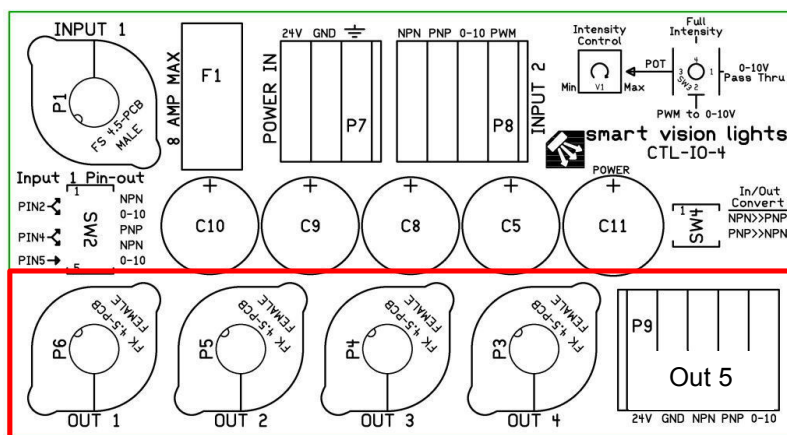 INPUT 1
P1
FS 4.5-PCB
MALE
8 AMP MAX
F1
24V GND
POWER IN
P7
NPN PNP 0-10 PWM
P8
INPUT 2
Intensity
Control
V1
Min Max
POT
Full
Intensity
4
3 1
SW3
2
0-10V
Pass Thru
PWM to 0-10V
smart vision lights
CTL-IO-4
Input 1 Pin-out
PIN2
PIN4
PIN5
1
SW2
5
NPN
0-10
PNP
NPN
0-10
C10
C9
C8
C5
POWER
C11
1
SW4
In/Out
Convert
NPN>>PNP
PNP>>NPN
P6
FK 4.5-PCB
FEMALE
OUT 1
P5
FK 4.5-PCB
FEMALE
OUT 2
P4
FK 4.5-PCB
FEMALE
OUT 3
P3
FK 4.5-PCB
FEMALE
OUT 4
P9
Out 5
24V GND NPN PNP 0-10